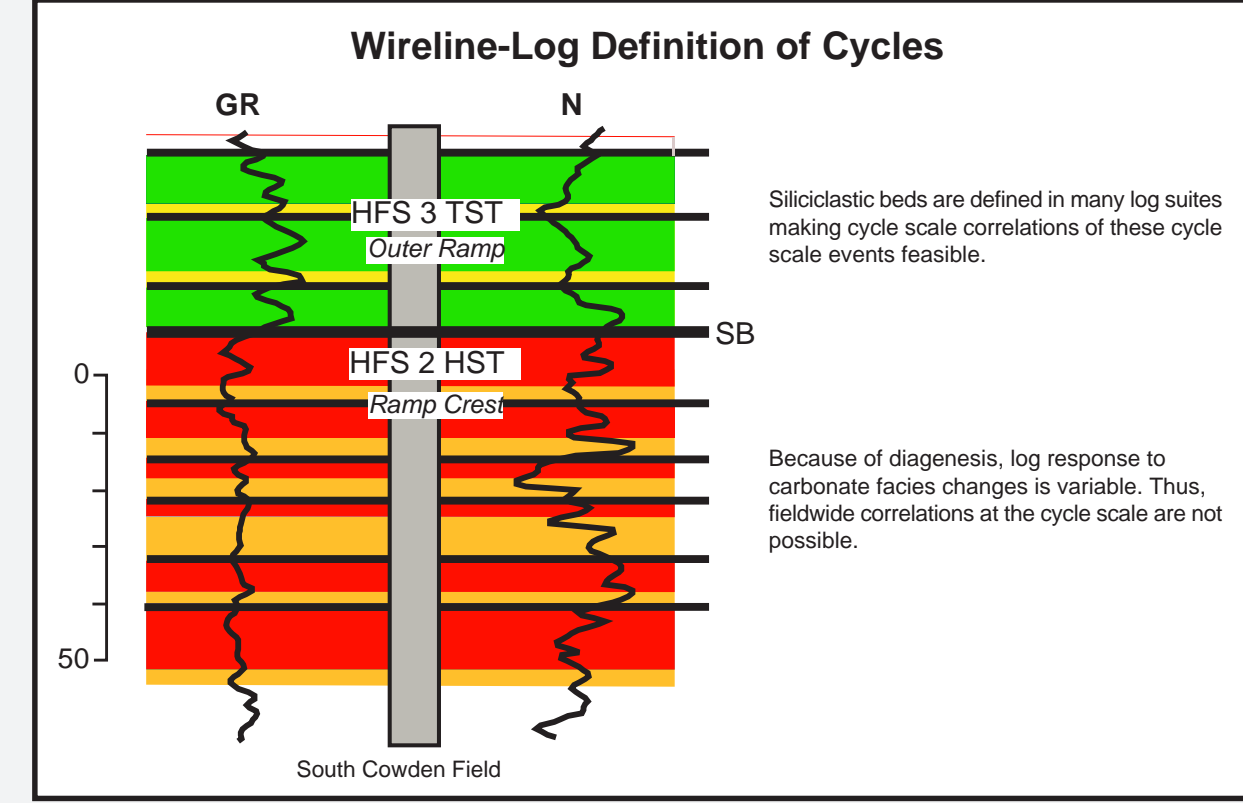 Wireline-Log Definition of Cycles
GR
N
HFS 3 TST
Outer Ramp
Siliciclastic beds are defined in many log suites
making cycle scale correlations of these cycle
scale events feasible.
SB
HFS 2 HST
0
Ramp Crest
Because of diagenesis, log response to
carbonate facies changes is variable. Thus,
fieldwide correlations at the cycle scale are not
possible.
50
South Cowden Field